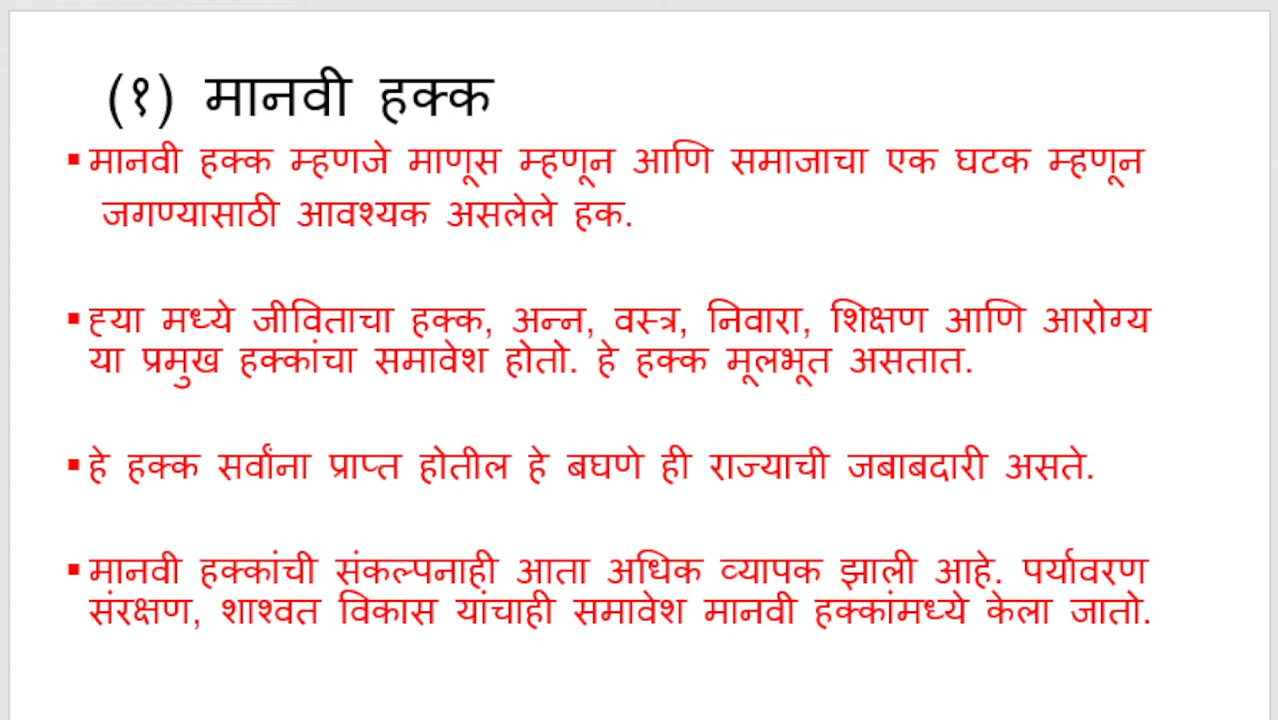 (१) मानवी हक्क
▪ मानवी हक्क म्हणजे माणूस म्हणून आणि समाजाचा एक घटक म्हणून
जगण्यासाठी आवश्यक असलेले हक.
▪ ह्या मध्ये जीविताचा हक्क, अन्न, वस्त्र, निवारा, शिक्षण आणि आरोग्य
या प्रमुख हक्कांचा समावेश होतो. हे हक्क मूलभूत असतात.
▪ हे हक्क सर्वांना प्राप्त होतील हे बघणे ही राज्याची जबाबदारी असते.
▪ मानवी हक्कांची संकल्पनाही आता अधिक व्यापक झाली आहे. पर्यावरण
संरक्षण, शाश्वत विकास यांचाही समावेश मानवी हक्कांमध्ये केला जातो.